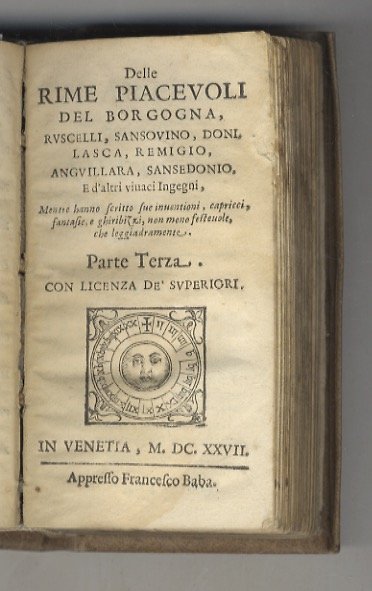 Delle
RIME PIACEVOLI
DEL BORGOGNA,
RVSCELLI, SANSOVINO, DONI,
LASCA, REMIGIO,
ANGVILLARA, SANSEDONIO,
E d'altri viuaci Ingegni,
Mentre hanno ſcritto ſue inuentioni, capricci,
fantaſie, e ghiribizzi, non meno feſteuole,
che leggiadramente.
Parte Terza.
CON LICENZA DE' SVPERIORI.
IN VENETIA, M. DC. XXVII.
Appreſſo Franceſco Baba.